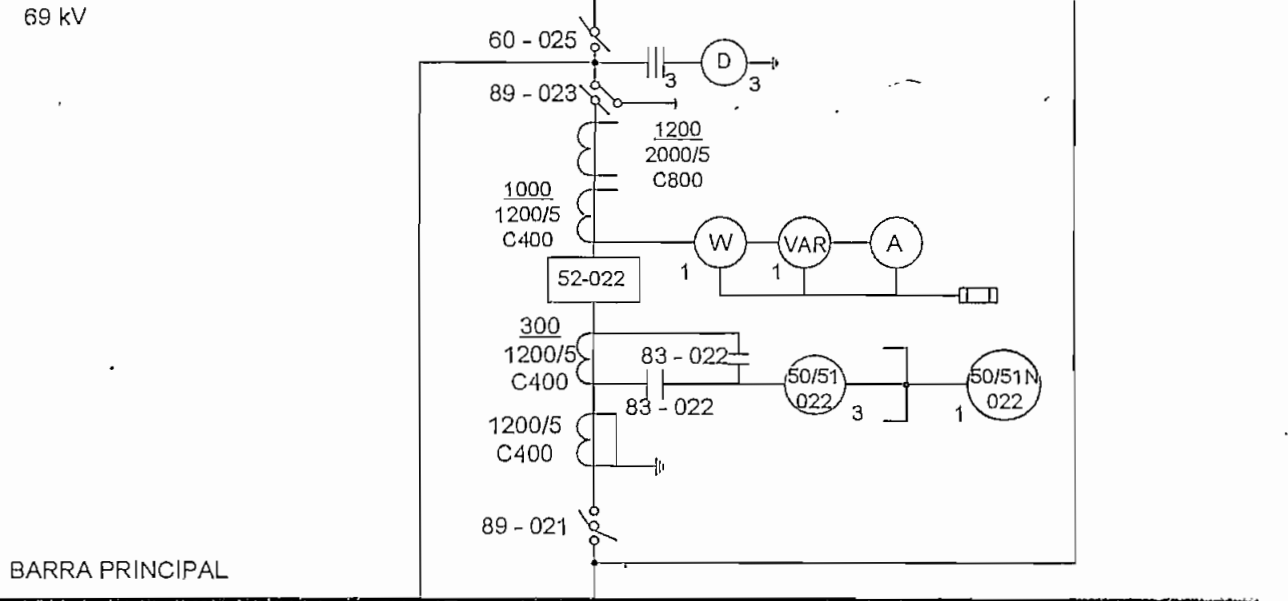 69 kV
60 - 025
D
3
3
89 - 023
1200
2000/5
C800
1000
1200/5
C400
W
VAR
A
1
1
52-022
300
1200/5
C400
83 - 022
83 - 022
50/51
022
3
50/51N
022
1
1200/5
C400
89 - 021
BARRA PRINCIPAL